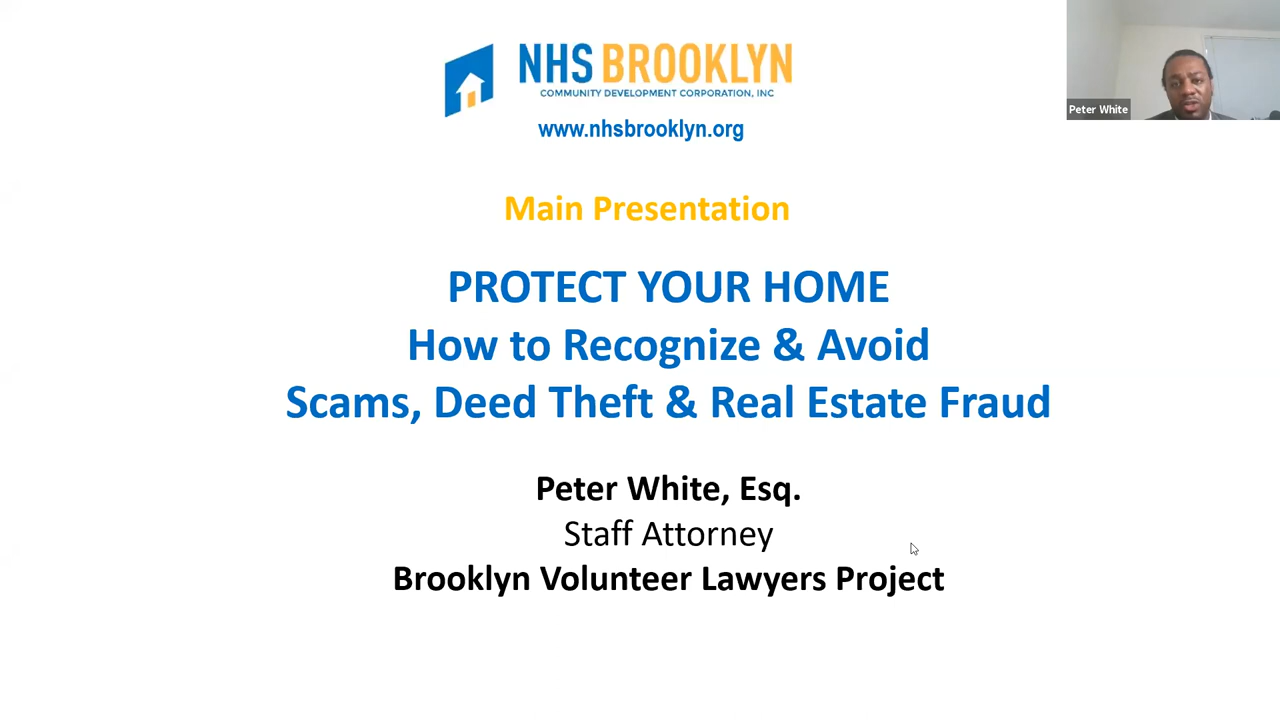 NHS BROOKLYN
COMMUNITY DEVELOPMENT CORPORATION, INC
www.nhsbrooklyn.org
Peter White
Main Presentation
PROTECT YOUR HOME
How to Recognize & Avoid
Scams, Deed Theft & Real Estate Fraud
Peter White, Esq.
Staff Attorney
Brooklyn Volunteer Lawyers Project